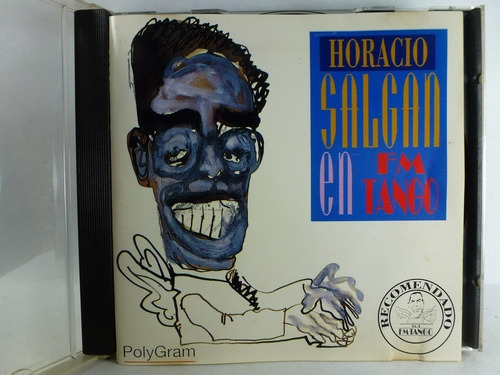 HORACIO
SALGAN
en FM
TANGO
RECOMENDADO
FM TANGO
PolyGram